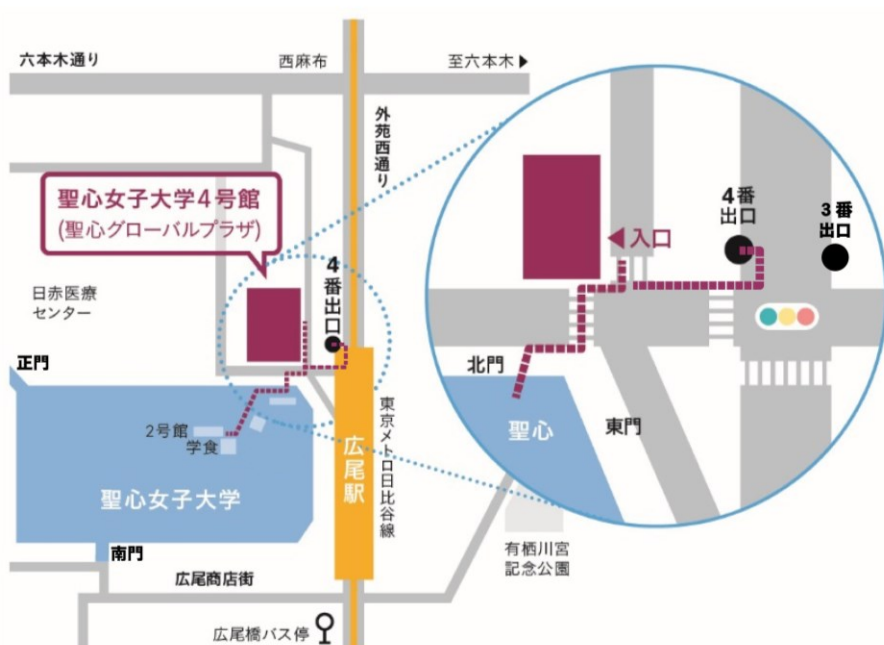 六本木通り
西麻布
至六本木▶
外苑西通り
聖心女子大学4号館
(聖心グローバルプラザ)
4番出口
日赤医療
センター
正門
2号館
学食
聖心女子大学
南門
広尾駅
東京メトロ日比谷線
広尾商店街
広尾橋バス停
有栖川宮
記念公園
4番
出口
3番
出口
◀入口
北門
聖心
東門